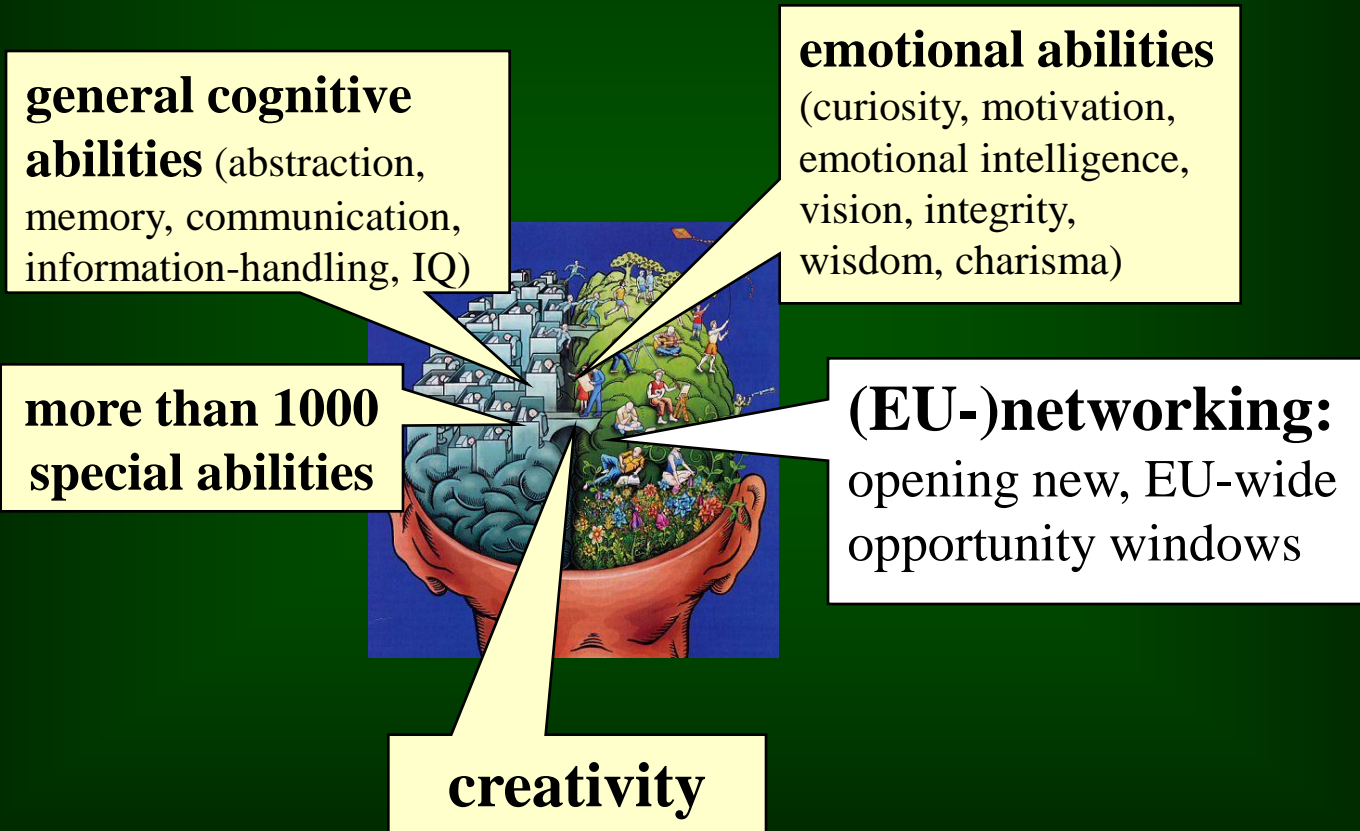 general cognitive
abilities (abstraction,
memory, communication,
information-handling, IQ)
emotional abilities
(curiosity, motivation,
emotional intelligence,
vision, integrity,
wisdom, charisma)
more than 1000
special abilities
(EU-)networking:
opening new, EU-wide
opportunity windows
creativity